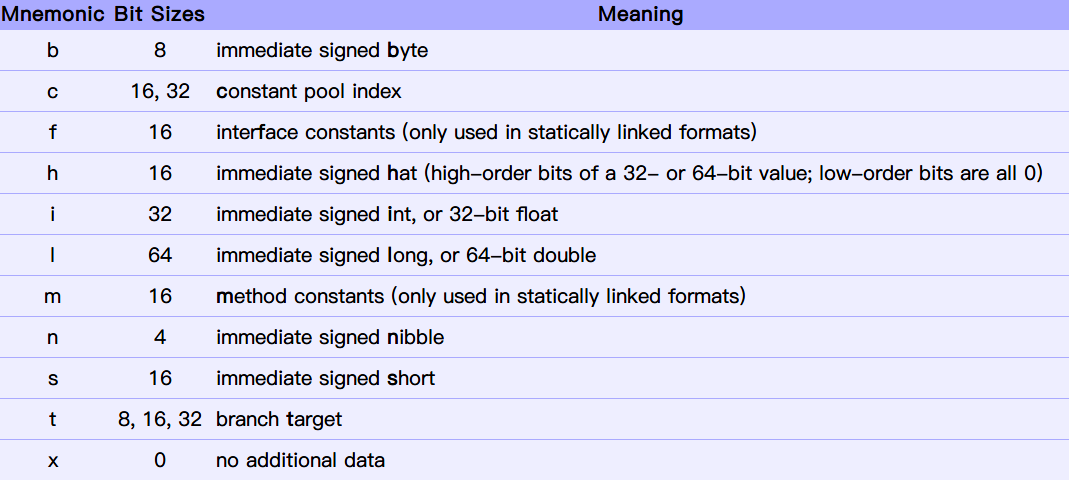 Mnemonic Bit Sizes Meaning
b 8 immediate signed byte
c 16, 32 constant pool index
f 16 interface constants (only used in statically linked formats)
h 16 immediate signed hat (high-order bits of a 32- or 64-bit value; low-order bits are all 0)
i 32 immediate signed int, or 32-bit float
l 64 immediate signed long, or 64-bit double
m 16 method constants (only used in statically linked formats)
n 4 immediate signed nibble
s 16 immediate signed short
t 8, 16, 32 branch target
x 0 no additional data